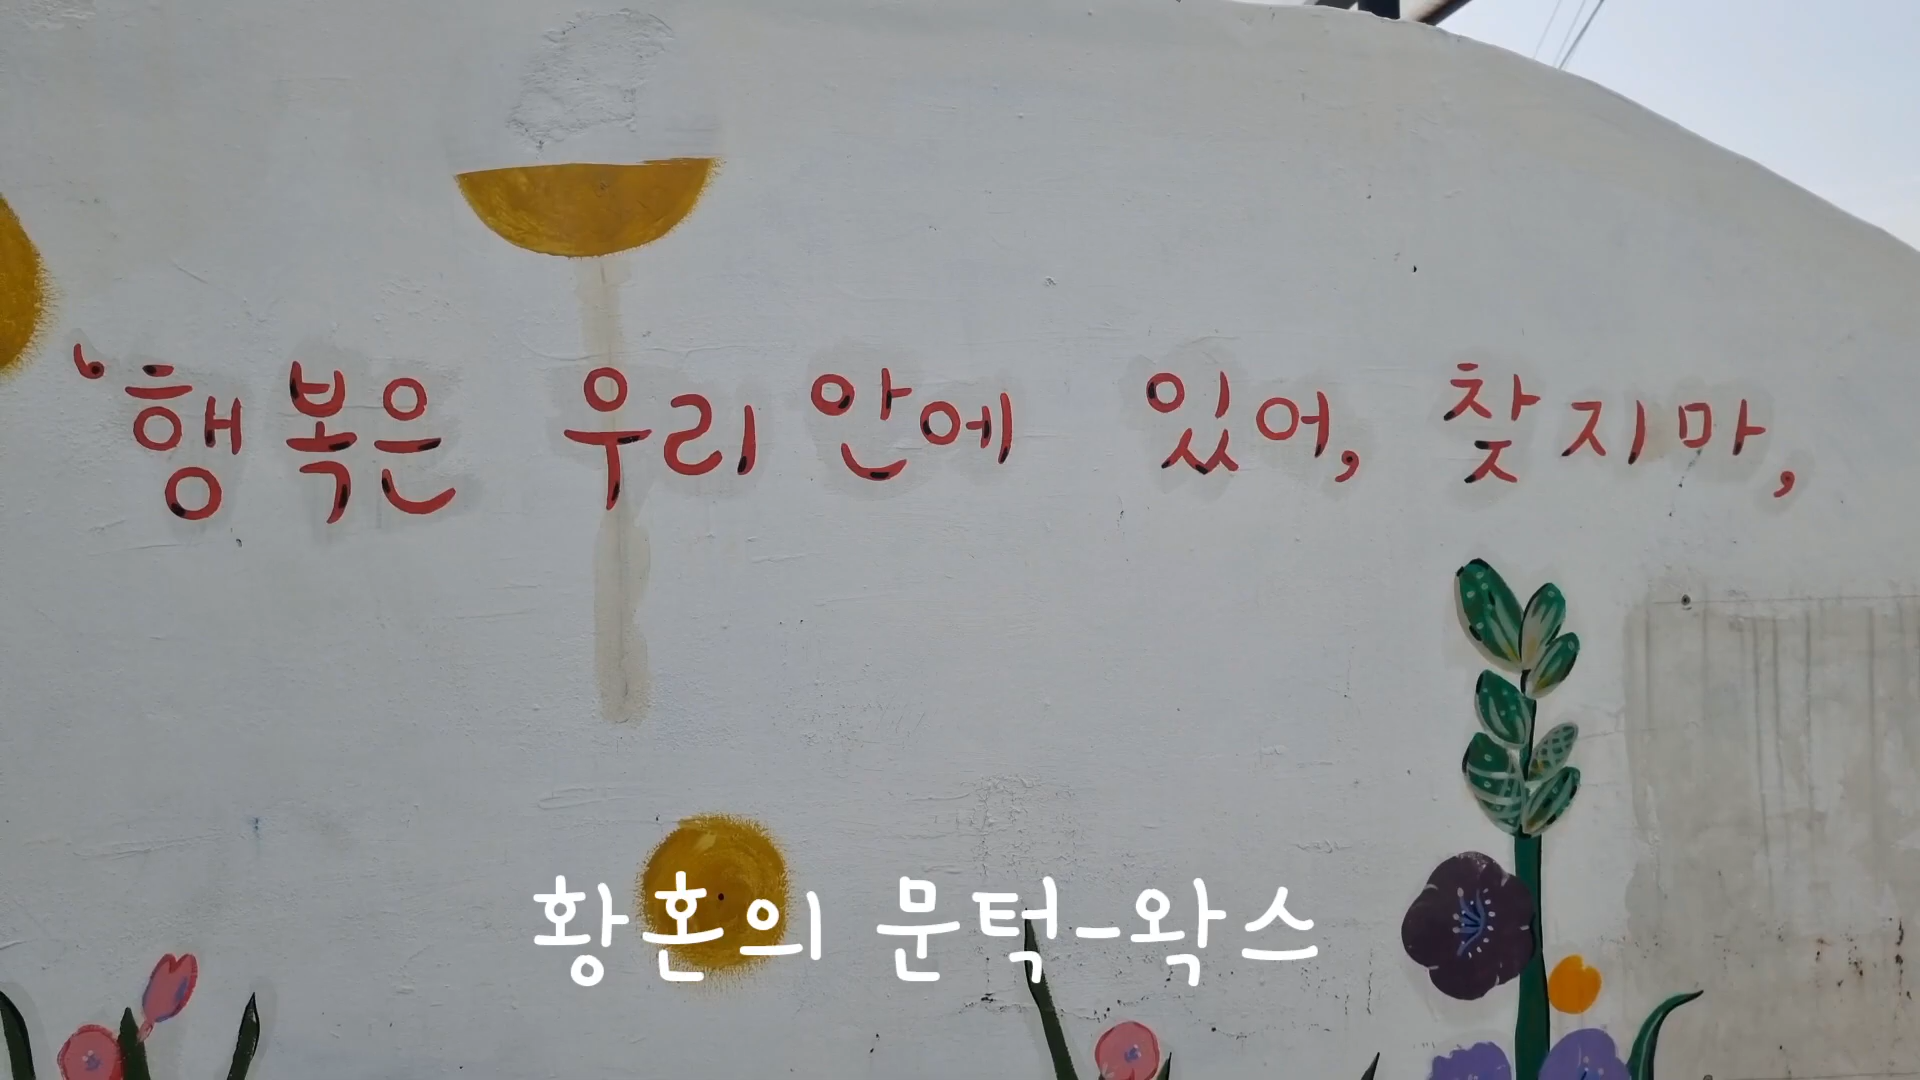 ‘행복은 우리 안에 있어, 찾지마,
황혼의 문턱-왁스